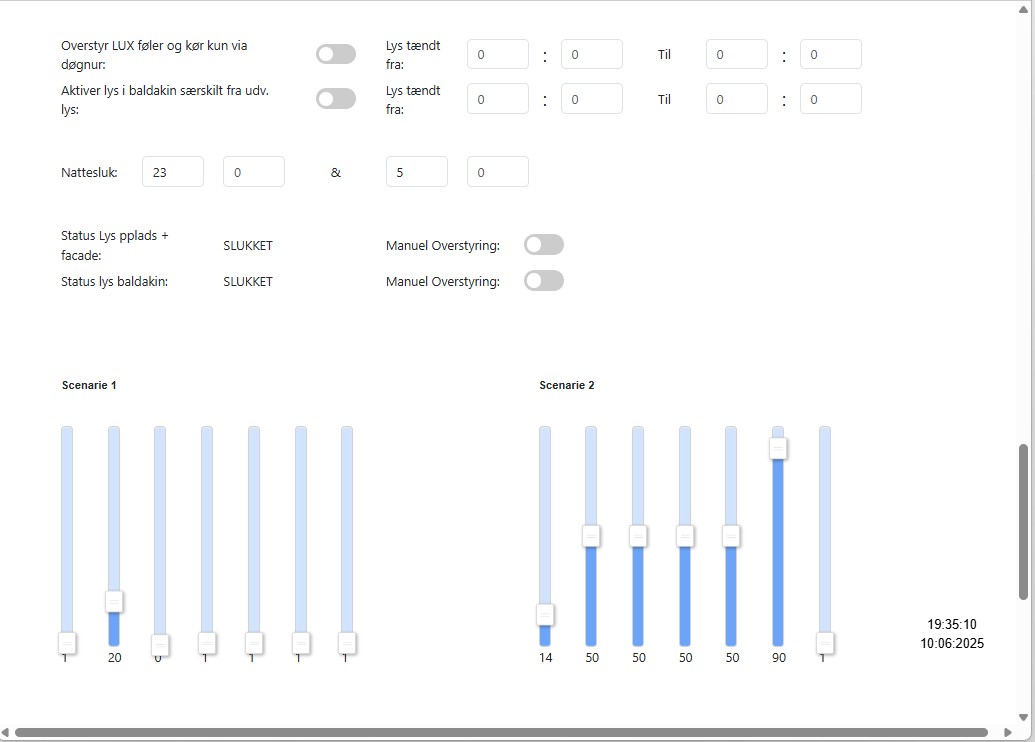 Overstyr LUX føler og kør kun via
døgnur:
Lys tændt
fra:
0 : 0 Til 0 : 0
Aktiver lys i baldakin særskilt fra udv.
lys:
Lys tændt
fra:
0 : 0 Til 0 : 0
Nattesluk: 23 0 & 5 0
Status Lys pplads +
facade:
SLUKKET Manuel Overstyring:
Status lys baldakin: SLUKKET Manuel Overstyring:
Scenarie 1 Scenarie 2
1 20 0 1 1 1 1 14 50 50 50 50 90 1
19:35:10
10:06:2025